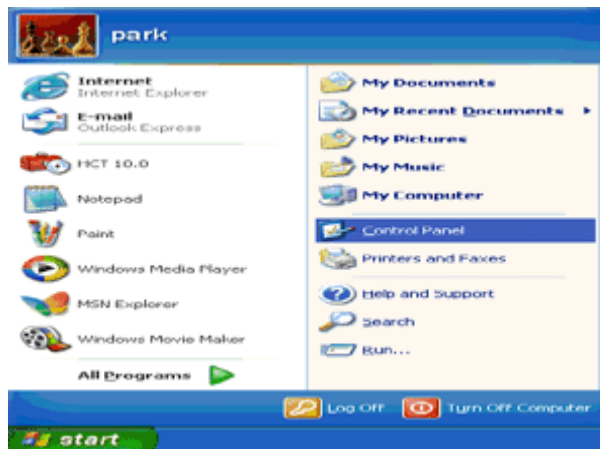 park
Internet
Internet Explorer
E-mail
Outlook Express
HCT 10.0
Notepad
Paint
Windows Media Player
MSN Explorer
Windows Movie Maker
All Programs
My Documents
My Recent Documents
My Pictures
My Music
My Computer
Control Panel
Printers and Faxes
Help and Support
Search
Run...
Log Off
Turn Off Computer
start